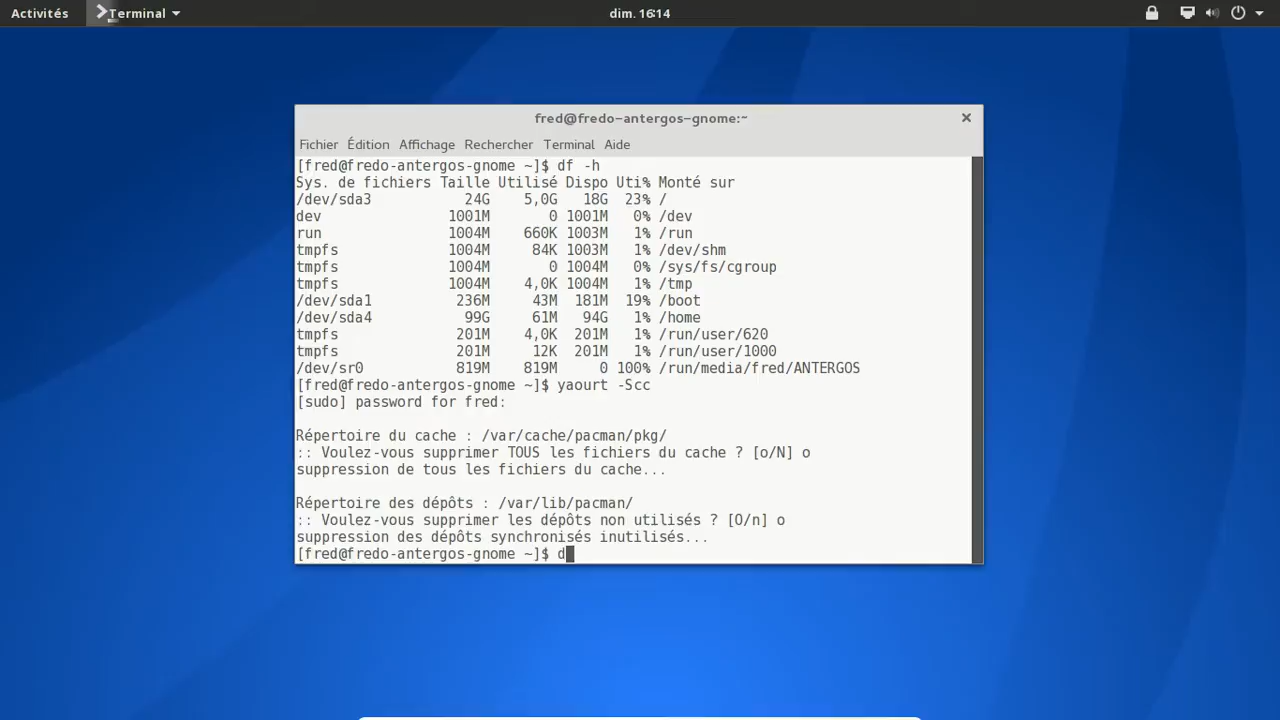 Activités Terminal dim. 16:14
fred@fredo-antergos-gnome:~
Fichier Édition Affichage Rechercher Terminal Aide
[fred@fredo-antergos-gnome ~]$ df -h
Sys. de fichiers Taille Utilisé Dispo Uti% Monté sur
/dev/sda3 24G 5,0G 18G 23% /
dev 1001M 0 1001M 0% /dev
run 1004M 660K 1003M 1% /run
tmpfs 1004M 84K 1003M 1% /dev/shm
tmpfs 1004M 0 1004M 0% /sys/fs/cgroup
tmpfs 1004M 4,0K 1004M 1% /tmp
/dev/sda1 236M 43M 181M 19% /boot
/dev/sda4 99G 61M 94G 1% /home
tmpfs 201M 4,0K 201M 1% /run/user/620
tmpfs 201M 12K 201M 1% /run/user/1000
/dev/sr0 819M 819M 0 100% /run/media/fred/ANTERGOS
[fred@fredo-antergos-gnome ~]$ yaourt -Scc
[sudo] password for fred:
Répertoire du cache : /var/cache/pacman/pkg/
:: Voulez-vous supprimer TOUS les fichiers du cache ? [o/N] o
suppression de tous les fichiers du cache...
Répertoire des dépôts : /var/lib/pacman/
:: Voulez-vous supprimer les dépôts non utilisés ? [O/n] o
suppression des dépôts synchronisés inutilisés...
[fred@fredo-antergos-gnome ~]$ d